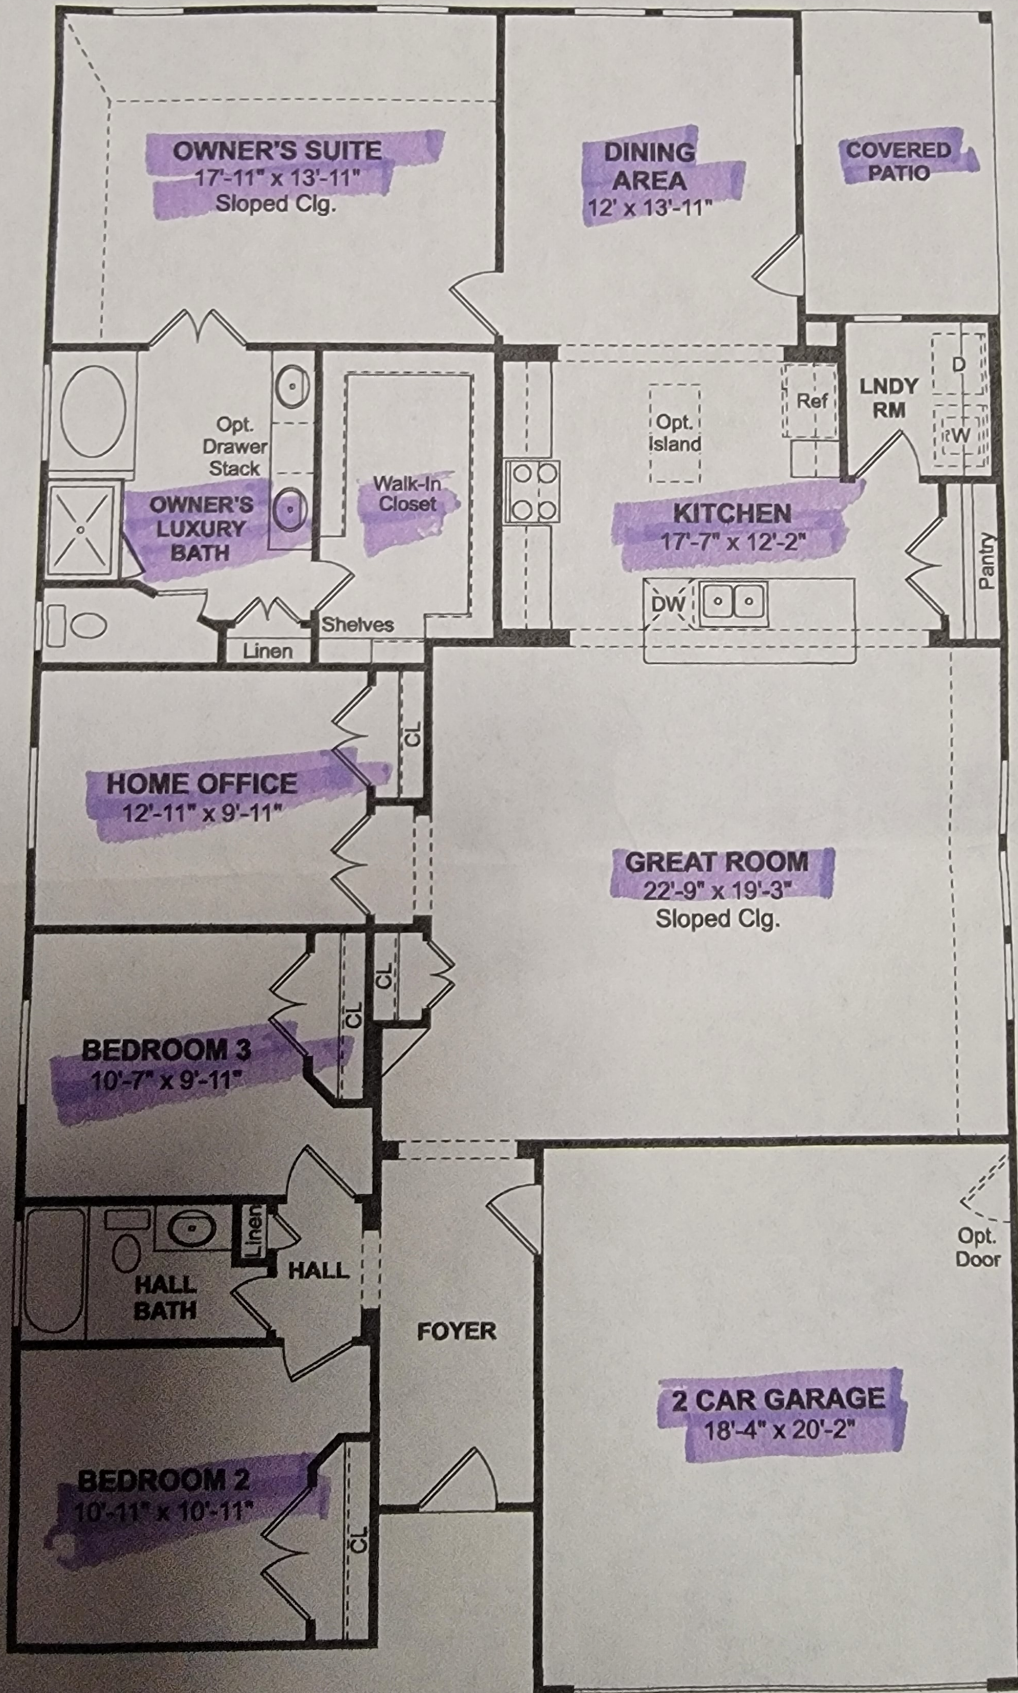 OWNER'S SUITE
17'-11" x 13'-11"
Sloped Clg.
DINING
AREA
12' x 13'-11"
COVERED
PATIO
Opt.
Drawer
Stack
OWNER'S
LUXURY
BATH
Walk-In
Closet
Shelves
Linen
Opt.
Island
Ref
LNDY
RM
D
W
KITCHEN
17'-7" x 12'-2"
DW
Pantry
HOME OFFICE
12'-11" x 9'-11"
CL
GREAT ROOM
22'-9" x 19'-3"
Sloped Clg.
CL
CL
BEDROOM 3
10'-7" x 9'-11"
Linen
HALL
BATH
HALL
FOYER
Opt.
Door
2 CAR GARAGE
18'-4" x 20'-2"
BEDROOM 2
10'-11" x 10'-11"
CL